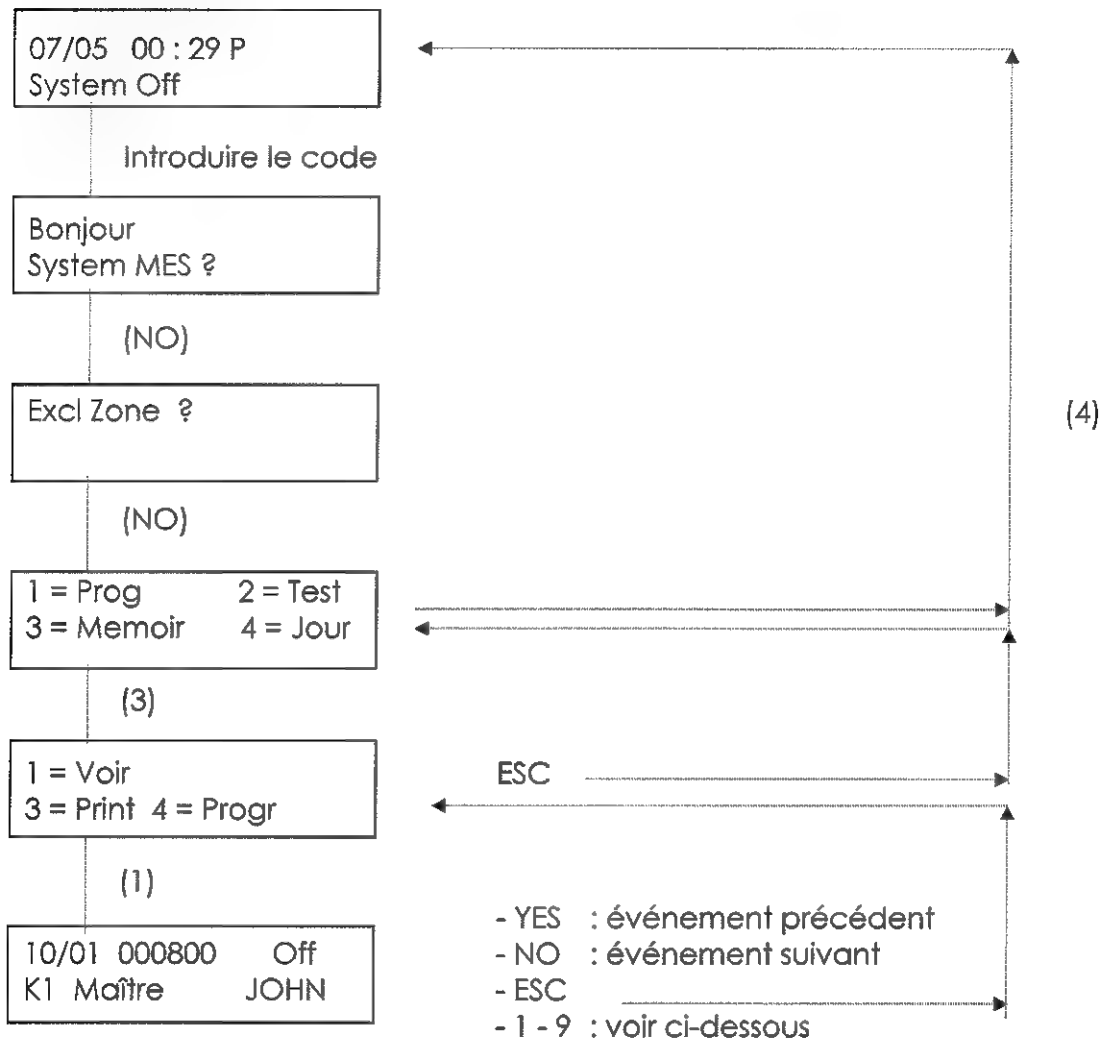 07/05 00 : 29 P
System Off
Introduire le code
Bonjour
System MES ?
(NO)
Excl Zone ?
(4)
(NO)
1 = Prog 2 = Test
3 = Memoir 4 = Jour
(3)
1 = Voir
3 = Print 4 = Progr
ESC
(1)
10/01 000800 Off
K1 Maître JOHN
- YES : événement précédent
- NO : événement suivant
- ESC
- 1 - 9 : voir ci-dessous